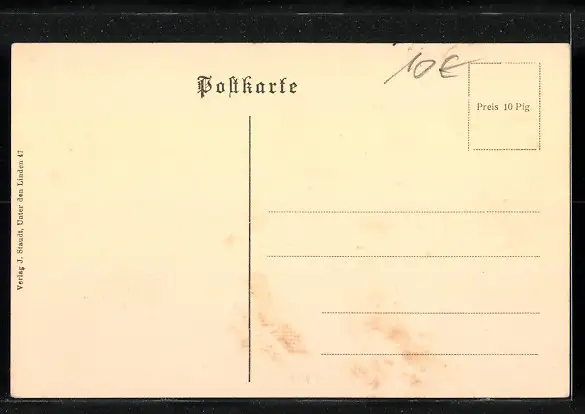 10€
Postkarte
Preis 10 Pfg
Verlag J. Staudt, Unter den Linden 47